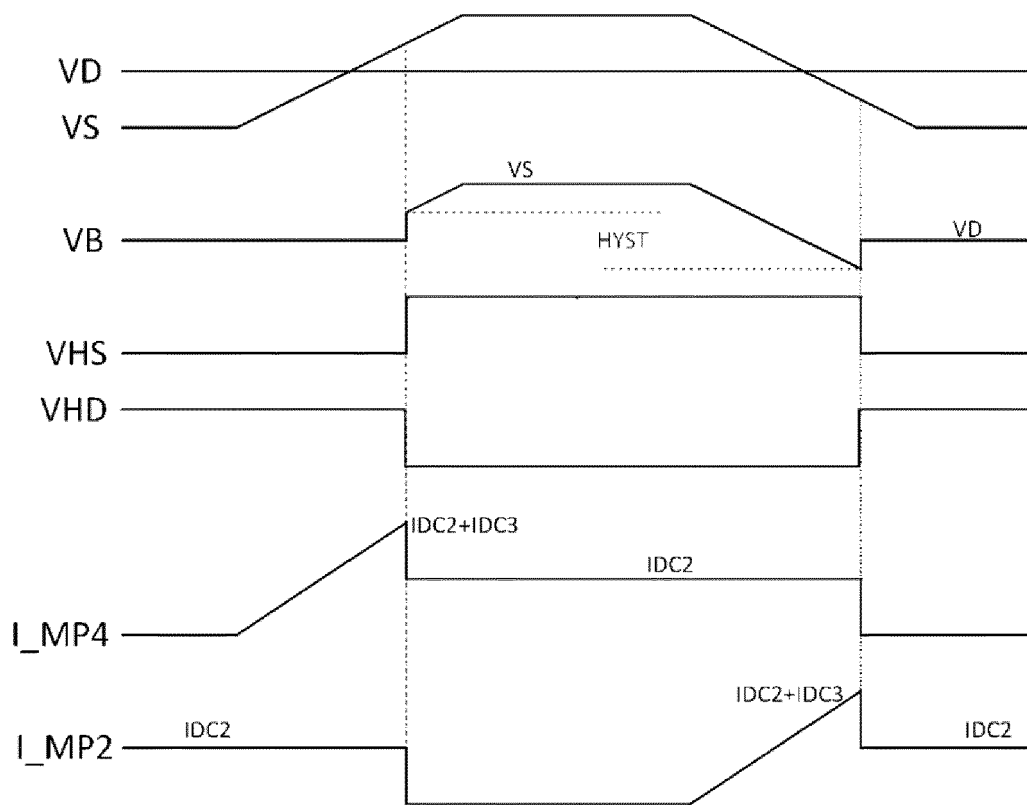 VD
VS
VS
VB
HYST
VD
VHS
VHD
IDC2+IDC3
IDC2
I_MP4
IDC2+IDC3
IDC2
IDC2
I_MP2